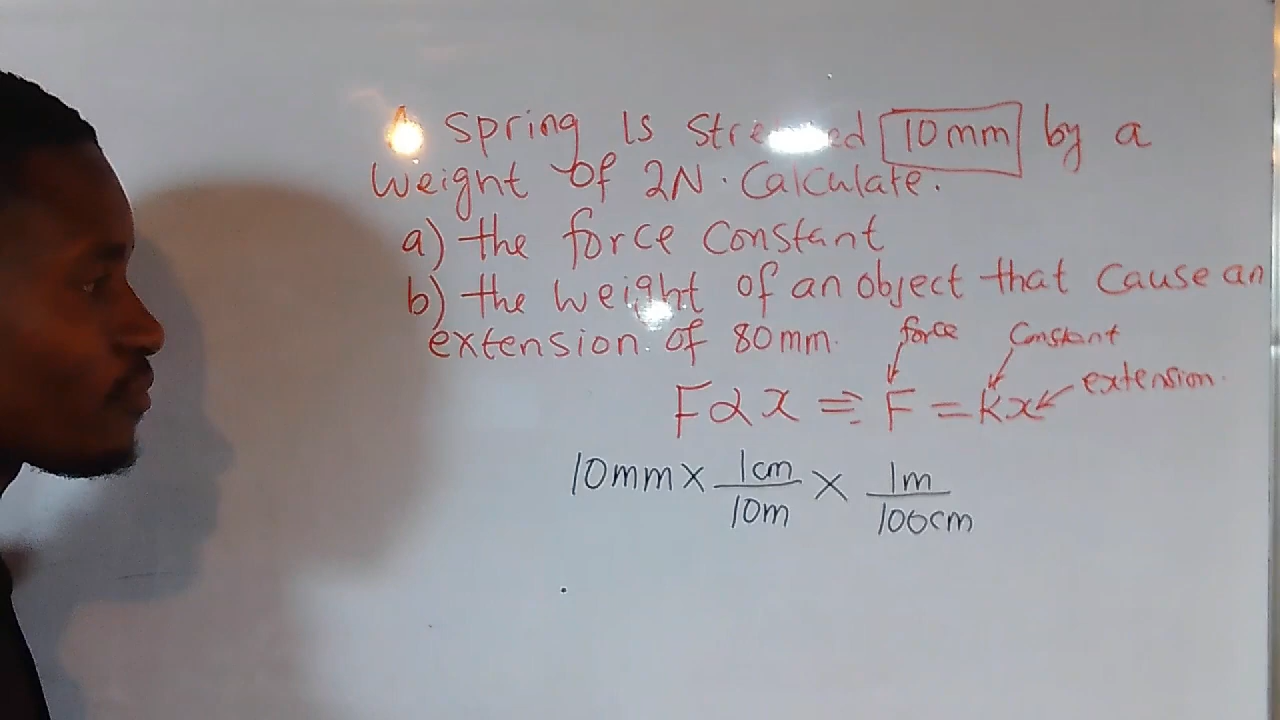 A spring Is stretched 10mm by a
Weight of 2N. Calculate.
a) the force Constant
b) the weight of an object that Cause an
extension of 80mm.
force Constant
F α x ⇒ F = Kx extension.
10mm × 1cm/10m × 1m/100cm